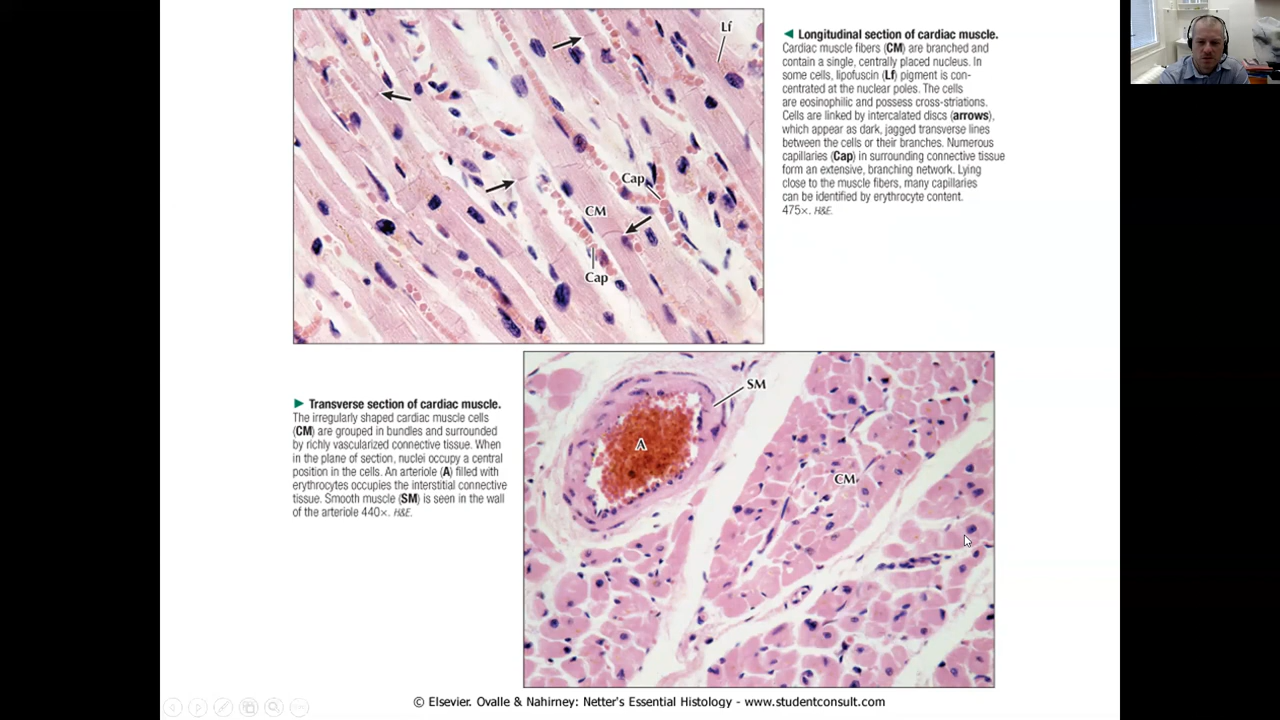 Lf
Cap
CM
Cap
◄ Longitudinal section of cardiac muscle.
Cardiac muscle fibers (CM) are branched and
contain a single, centrally placed nucleus. In
some cells, lipofuscin (Lf) pigment is con-
centrated at the nuclear poles. The cells
are eosinophilic and possess cross-striations.
Cells are linked by intercalated discs (arrows),
which appear as dark, jagged transverse lines
between the cells or their branches. Numerous
capillaries (Cap) in surrounding connective tissue
form an extensive, branching network. Lying
close to the muscle fibers, many capillaries
can be identified by erythrocyte content.
475×. H&E.
► Transverse section of cardiac muscle.
The irregularly shaped cardiac muscle cells
(CM) are grouped in bundles and surrounded
by richly vascularized connective tissue. When
in the plane of section, nuclei occupy a central
position in the cells. An arteriole (A) filled with
erythrocytes occupies the interstitial connective
tissue. Smooth muscle (SM) is seen in the wall
of the arteriole 440×. H&E.
SM
A
CM
© Elsevier. Ovalle & Nahirney: Netter's Essential Histology - www.studentconsult.com